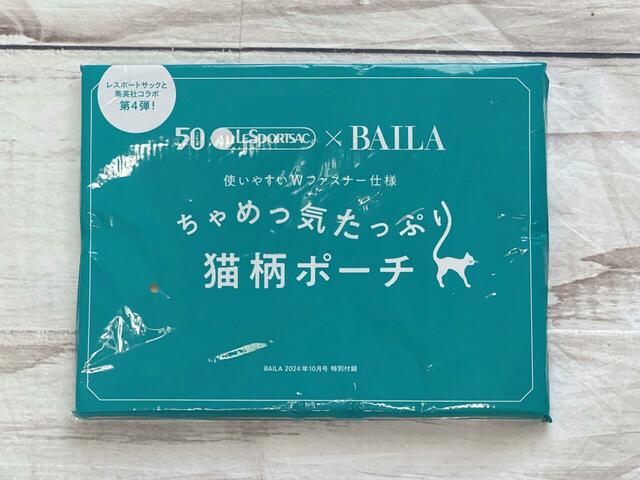 レスポートサックと
集英社コラボ
第4弾!
50 LESPORTSAC × BAILA
使いやすいWファスナー仕様
ちゃめっ気たっぷり
猫柄ポーチ
BAILA 2024年10月号 特別付録